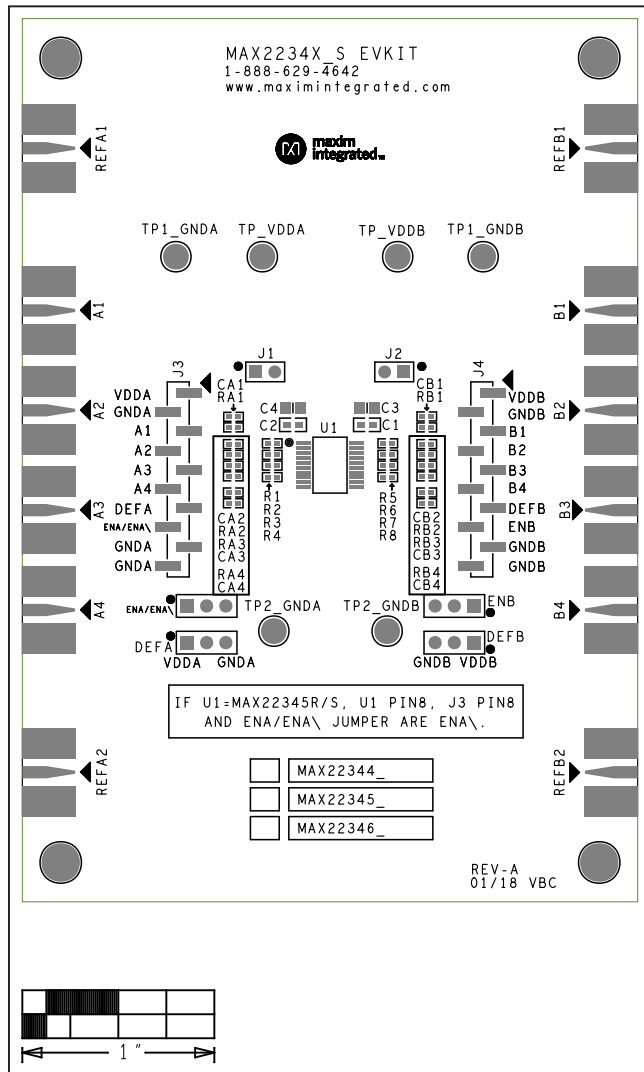 MAX2234X_S EVKIT
1-888-629-4642
www.maximintegrated.com
maxim
integrated™
REFA1
REFB1
TP1_GNDA
TP_VDDA
TP_VDDB
TP1_GNDB
A1
B1
J1
J2
J3
J4
CA1
RA1
CB1
RB1
C4
C2
U1
C3
C1
VDDA
GNDA
A1
A2
A3
A4
DEFA
ENA/ENA\
GNDA
GNDA
VDDB
GNDB
B1
B2
B3
B4
DEFB
ENB
GNDB
GNDB
A2
B2
A3
B3
R1
R2
R3
R4
R5
R6
R7
R8
CA2
RA2
RA3
CA3
RA4
CA4
CB2
RB2
RB3
CB3
RB4
CB4
A4
B4
ENA/ENA\
TP2_GNDA
TP2_GNDB
ENB
DEFA
VDDA GNDA
DEFB
GNDB VDDB
IF U1=MAX22345R/S, U1 PIN8, J3 PIN8
AND ENA/ENA\ JUMPER ARE ENA\.
MAX22344_
MAX22345_
MAX22346_
REFA2
REFB2
REV-A
01/18 VBC
1 "